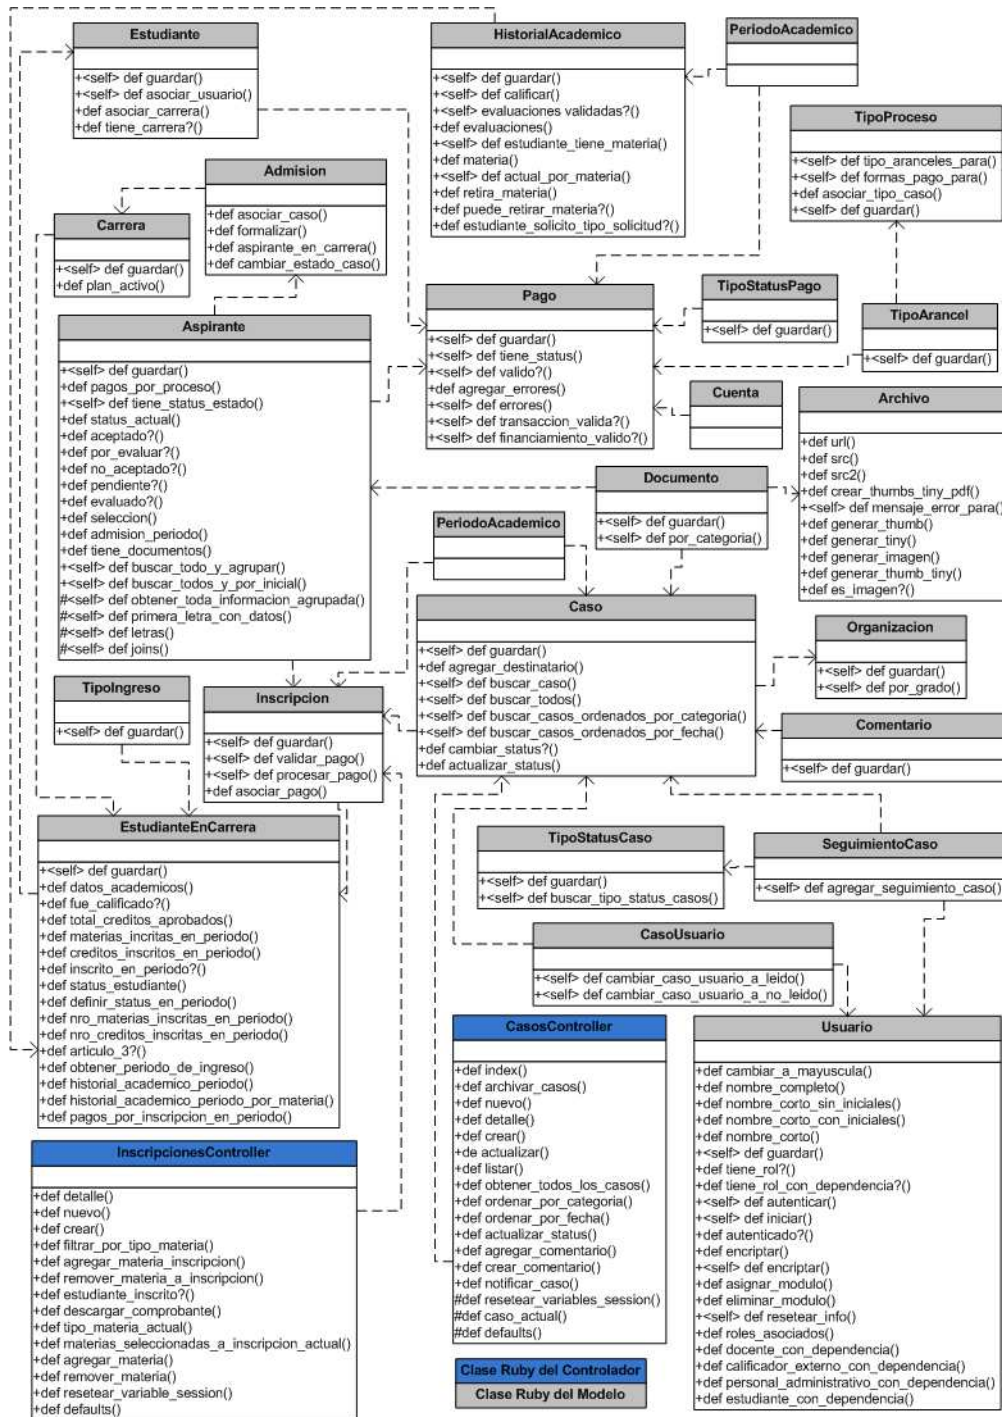 Estudiante
+<self> def guardar()
+<self> def asociar_usuario()
+def asociar_carrera()
+def tiene_carrera?()
HistorialAcademico
+<self> def guardar()
+<self> def calificar()
+<self> evaluaciones validadas?()
+def evaluaciones()
+<self> def estudiante_tiene_materia()
+def materia()
+<self> def actual_por_materia()
+def retira_materia()
+def puede_retirar_materia?()
+def estudiante_solicito_tipo_solicitud?()
PeriodoAcademico
TipoProceso
+<self> def tipo_aranceles_para()
+<self> def formas_pago_para()
+def asociar_tipo_caso()
+<self> def guardar()
Admision
+def asociar_caso()
+def formalizar()
+def aspirante_en_carrera()
+def cambiar_estado_caso()
Carrera
+<self> def guardar()
+def plan_activo()
Pago
+<self> def guardar()
+<self> def tiene_status()
+<self> def valido?()
+def agregar_errores()
+<self> def errores()
+<self> def transaccion_valida?()
+<self> def financiamiento_valido?()
TipoStatusPago
+<self> def guardar()
TipoArancel
+<self> def guardar()
Aspirante
+<self> def guardar()
+def pagos_por_proceso()
+<self> def tiene_status_estado()
+def status_actual()
+def aceptado?()
+def por_evaluar?()
+def no_aceptado?()
+def pendiente?()
+def evaluado?()
+def seleccion()
+def admision_periodo()
+def tiene_documentos()
+<self> def buscar_todo_y_agrupar()
+<self> def buscar_todos_y_por_inicial()
#<self> def obtener_toda_informacion_agrupada()
#<self> def primera_letra_con_datos()
#<self> def letras()
#<self> def joins()
Cuenta
Archivo
+def url()
+def src()
+def src2()
+def crear_thumbs_tiny_pdf()
+<self> def mensaje_error_para()
+def generar_thumb()
+def generar_tiny()
+def generar_imagen()
+def generar_thumb_tiny()
+def es_imagen?()
Documento
+<self> def guardar()
+<self> def por_categoria()
PeriodoAcademico
Caso
+<self> def guardar()
+def agregar_destinatario()
+<self> def buscar_caso()
+<self> def buscar_todos()
+<self> def buscar_casos_ordenados_por_categoria()
+<self> def buscar_casos_ordenados_por_fecha()
+def cambiar_status?()
+def actualizar_status()
Organizacion
+<self> def guardar()
+<self> def por_grado()
TipoIngreso
+<self> def guardar()
Inscripcion
+<self> def guardar()
+<self> def validar_pago()
+<self> def procesar_pago()
+def asociar_pago()
Comentario
+<self> def guardar()
EstudianteEnCarrera
+<self> def guardar()
+def datos_academicos()
+def fue_calificado?()
+def total_creditos_aprobados()
+def materias_incritas_en_periodo()
+def creditos_inscritos_en_periodo()
+def inscrito_en_periodo?()
+def status_estudiante()
+def definir_status_en_periodo()
+def nro_materias_inscritas_en_periodo()
+def nro_creditos_inscritas_en_periodo()
+def articulo_3?()
+def obtener_periodo_de_ingreso()
+def historial_academico_periodo()
+def historial_academico_periodo_por_materia()
+def pagos_por_inscripcion_en_periodo()
TipoStatusCaso
+<self> def guardar()
+<self> def buscar_tipo_status_casos()
SeguimientoCaso
+<self> def agregar_seguimiento_caso()
CasoUsuario
+<self> def cambiar_caso_usuario_a_leido()
+<self> def cambiar_caso_usuario_a_no_leido()
CasosController
+def index()
+def archivar_casos()
+def nuevo()
+def detalle()
+def crear()
+de actualizar()
+def listar()
+def obtener_todos_los_casos()
+def ordenar_por_categoria()
+def ordenar_por_fecha()
+def actualizar_status()
+def agregar_comentario()
+def crear_comentario()
+def notificar_caso()
#def resetear_variables_session()
#def caso_actual()
#def defaults()
Usuario
+def cambiar_a_mayuscula()
+def nombre_completo()
+def nombre_corto_sin_iniciales()
+def nombre_corto_con_iniciales()
+def nombre_corto()
+<self> def guardar()
+def tiene_rol?()
+def tiene_rol_con_dependencia?()
+<self> def autenticar()
+<self> def iniciar()
+def autenticado?()
+def encriptar()
+<self> def encriptar()
+def asignar_modulo()
+def eliminar_modulo()
+<self> def resetear_info()
+def roles_asociados()
+def docente_con_dependencia()
+def calificador_externo_con_dependencia()
+def personal_administrativo_con_dependencia()
+def estudiante_con_dependencia()
InscripcionesController
+def detalle()
+def nuevo()
+def crear()
+def filtrar_por_tipo_materia()
+def agregar_materia_inscripcion()
+def remover_materia_a_inscripcion()
+def estudiante_inscrito?()
+def descargar_comprobante()
+def tipo_materia_actual()
+def materias_seleccionadas_a_inscripcion_actual()
+def agregar_materia()
+def remover_materia()
+def resetear_variable_session()
+def defaults()
Clase Ruby del Controlador
Clase Ruby del Modelo